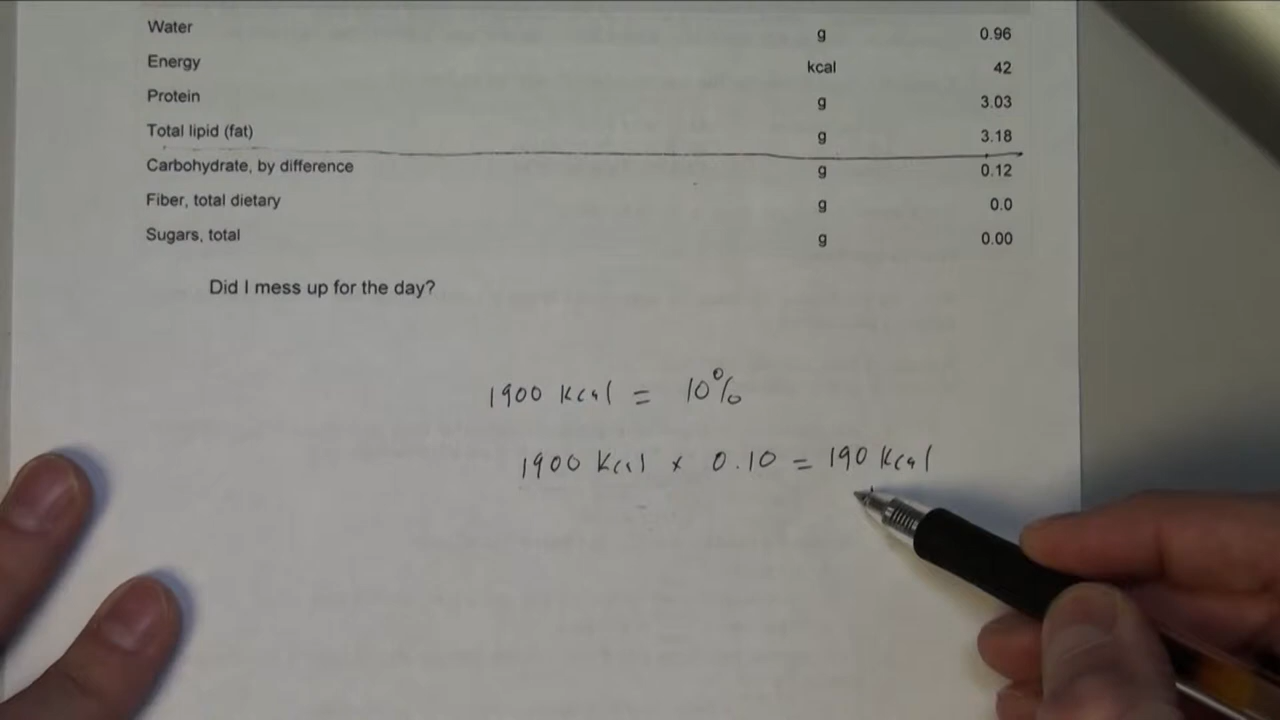 Water g 0.96
Energy kcal 42
Protein g 3.03
Total lipid (fat) g 3.18
Carbohydrate, by difference g 0.12
Fiber, total dietary g 0.0
Sugars, total g 0.00
Did I mess up for the day?
1900 kcal = 10%
1900 kcal × 0.10 = 190 kcal